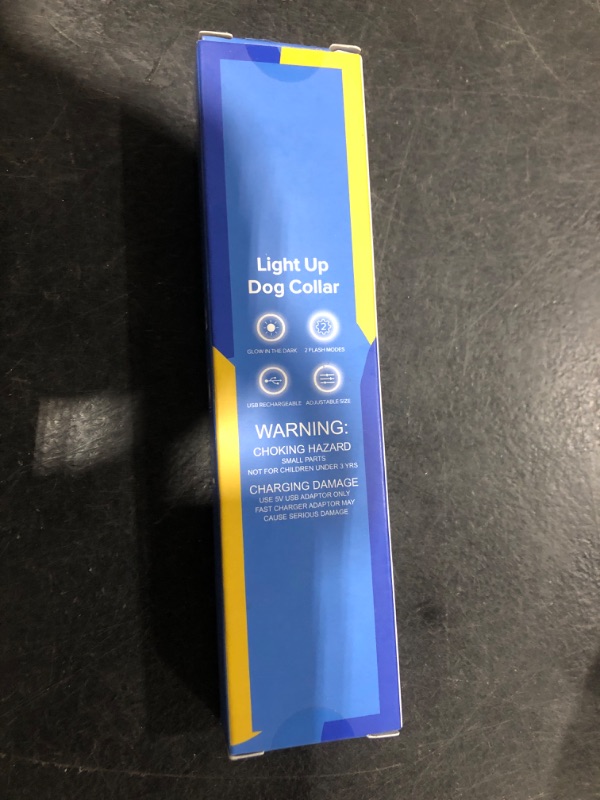 Light Up
Dog Collar
2
GLOW IN THE DARK 2 FLASH MODES
USB RECHARGEABLE ADJUSTABLE SIZE
WARNING:
CHOKING HAZARD
SMALL PARTS
NOT FOR CHILDREN UNDER 3 YRS
CHARGING DAMAGE
USE 5V USB ADAPTOR ONLY
FAST CHARGER ADAPTOR MAY
CAUSE SERIOUS DAMAGE